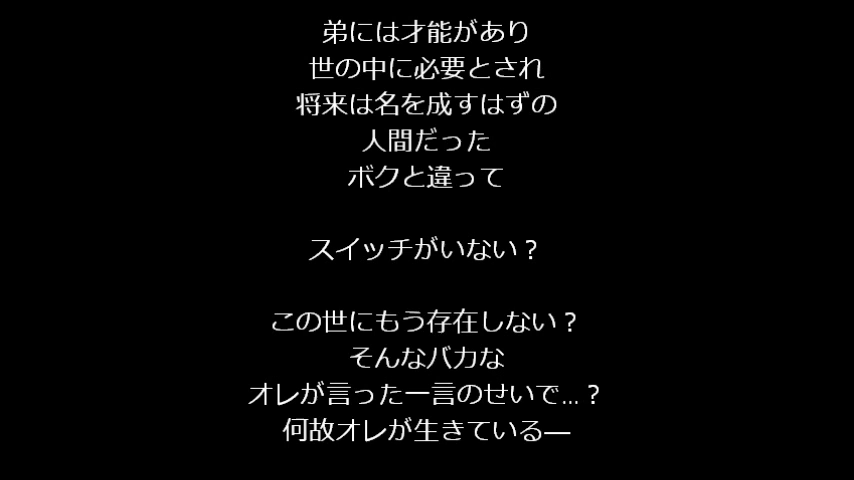 弟には才能があり
世の中に必要とされ
将来は名を成すはずの
人間だった
ボクと違って
スイッチがいない？
この世にもう存在しない？
そんなバカな
オレが言った一言のせいで…？
何故オレが生きている―